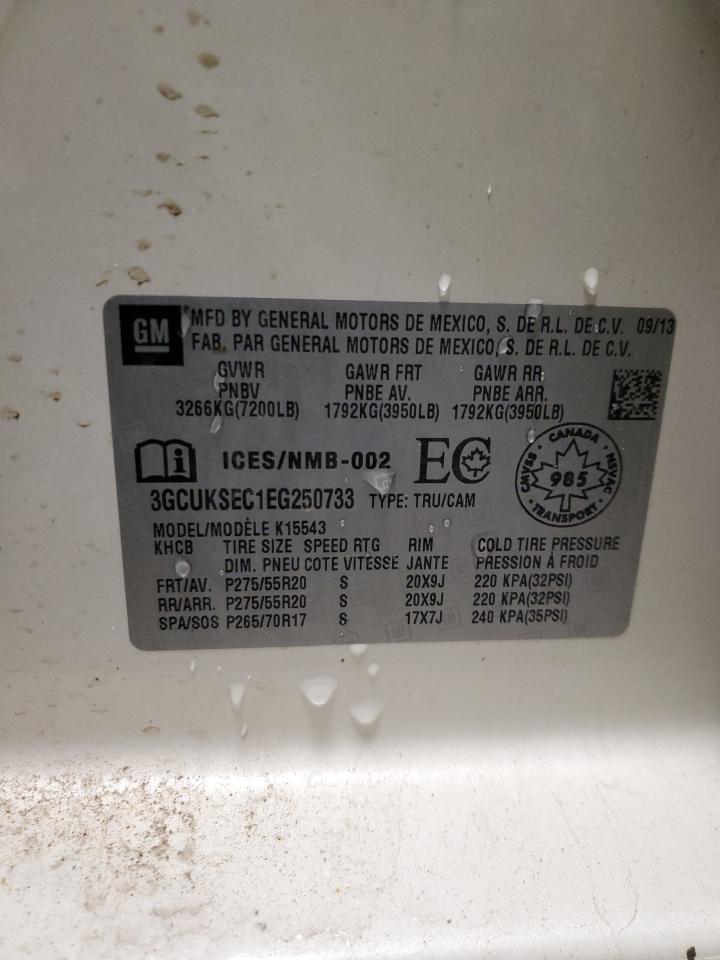 GM
*MFD BY GENERAL MOTORS DE MEXICO, S. DE R.L. DE C.V. 09/13
FAB. PAR GENERAL MOTORS DE MEXICO, S. DE R.L. DE C.V.
GVWR GAWR FRT GAWR RR
PNBV PNBE AV. PNBE ARR.
3266KG(7200LB) 1792KG(3950LB) 1792KG(3950LB)
ICES/NMB-002 EC
CANADA
CMVSS 985 NSVAC
TRANSPORT
3GCUKSEC1EG250733 TYPE: TRU/CAM
MODEL/MODÈLE K15543
KHCB TIRE SIZE SPEED RTG RIM COLD TIRE PRESSURE
DIM. PNEU COTE VITESSE JANTE PRESSION À FROID
FRT/AV. P275/55R20 S 20X9J 220 KPA(32PSI)
RR/ARR. P275/55R20 S 20X9J 220 KPA(32PSI)
SPA/SOS P265/70R17 S 17X7J 240 KPA(35PSI)